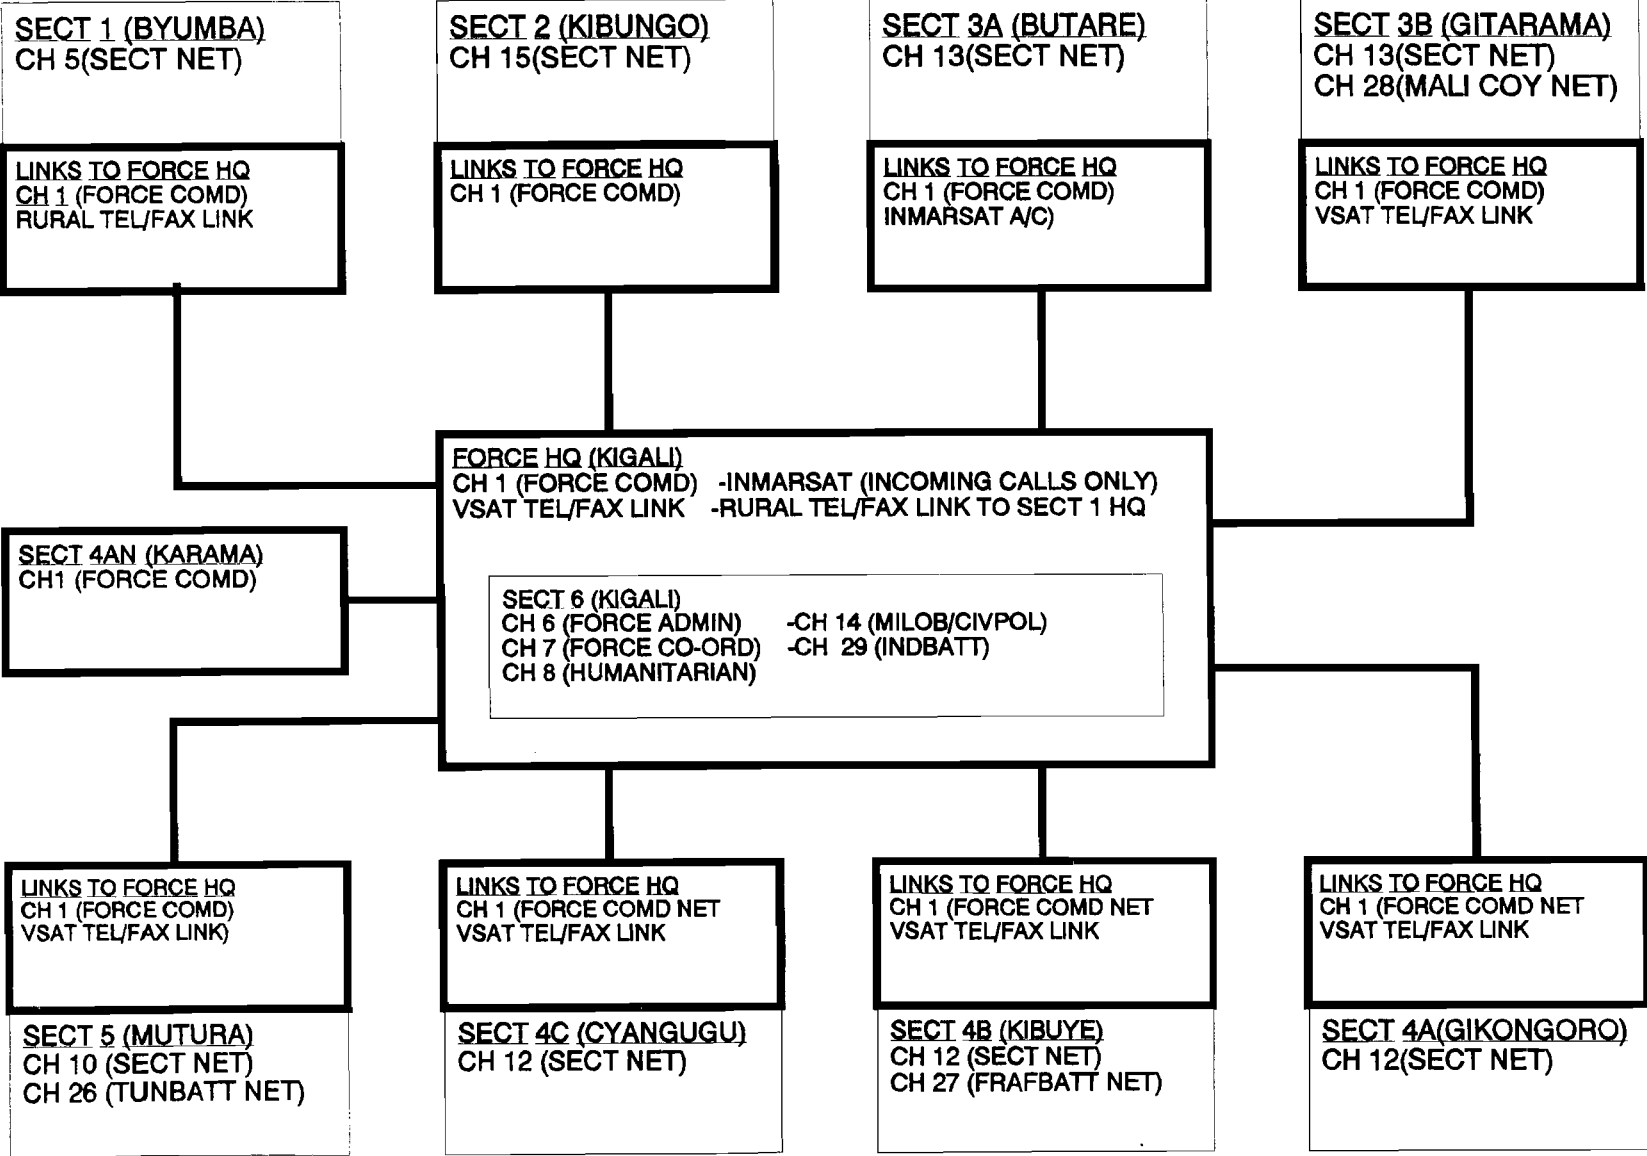 SECT 1 (BYUMBA)
CH 5(SECT NET)
LINKS TO FORCE HQ
CH 1 (FORCE COMD)
RURAL TEL/FAX LINK
SECT 2 (KIBUNGO)
CH 15(SECT NET)
LINKS TO FORCE HQ
CH 1 (FORCE COMD)
SECT 3A (BUTARE)
CH 13(SECT NET)
LINKS TO FORCE HQ
CH 1 (FORCE COMD)
INMARSAT A/C)
SECT 3B (GITARAMA)
CH 13(SECT NET)
CH 28(MALI COY NET)
LINKS TO FORCE HQ
CH 1 (FORCE COMD)
VSAT TEL/FAX LINK
FORCE HQ (KIGALI)
CH 1 (FORCE COMD) -INMARSAT (INCOMING CALLS ONLY)
VSAT TEL/FAX LINK -RURAL TEL/FAX LINK TO SECT 1 HQ
SECT 4AN (KARAMA)
CH1 (FORCE COMD)
SECT 6 (KIGALI)
CH 6 (FORCE ADMIN) -CH 14 (MILOB/CIVPOL)
CH 7 (FORCE CO-ORD) -CH 29 (INDBATT)
CH 8 (HUMANITARIAN)
LINKS TO FORCE HQ
CH 1 (FORCE COMD)
VSAT TEL/FAX LINK)
SECT 5 (MUTURA)
CH 10 (SECT NET)
CH 26 (TUNBATT NET)
LINKS TO FORCE HQ
CH 1 (FORCE COMD NET
VSAT TEL/FAX LINK
SECT 4C (CYANGUGU)
CH 12 (SECT NET)
LINKS TO FORCE HQ
CH 1 (FORCE COMD NET
VSAT TEL/FAX LINK
SECT 4B (KIBUYE)
CH 12 (SECT NET)
CH 27 (FRAFBATT NET)
LINKS TO FORCE HQ
CH 1 (FORCE COMD NET
VSAT TEL/FAX LINK
SECT 4A(GIKONGORO)
CH 12(SECT NET)